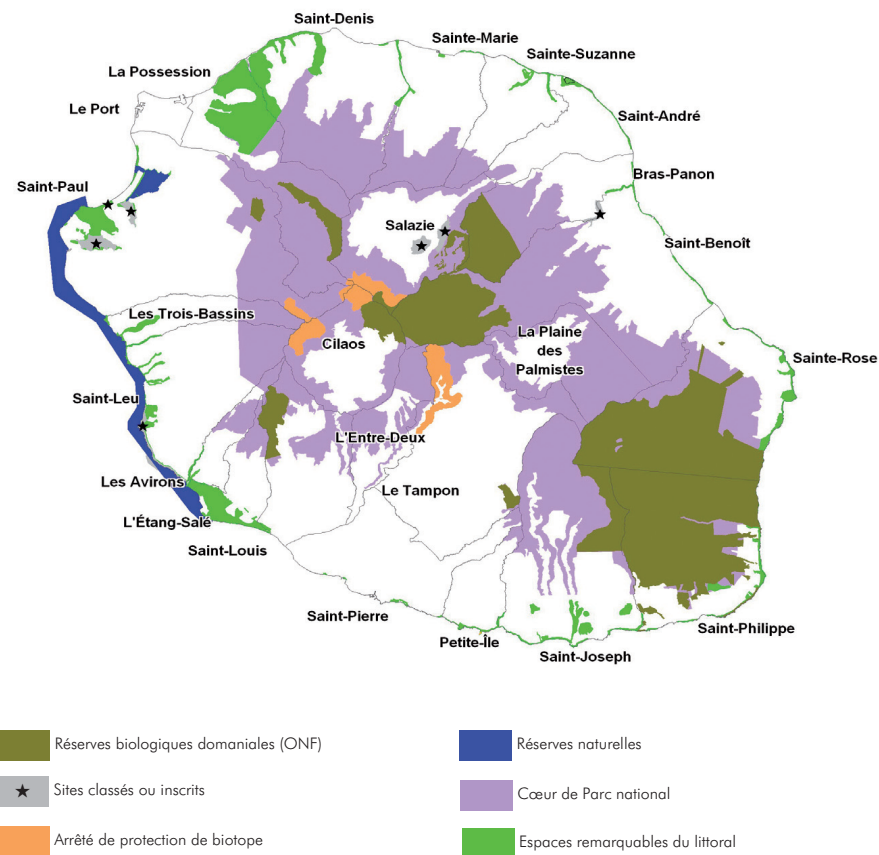 Saint-Denis
Sainte-Marie
Sainte-Suzanne
La Possession
Le Port
Saint-André
Bras-Panon
Saint-Paul
Salazie
Saint-Benoît
Les Trois-Bassins
La Plaine
des
Palmistes
Cilaos
Sainte-Rose
Saint-Leu
L'Entre-Deux
Les Avirons
Le Tampon
L'Étang-Salé
Saint-Louis
Saint-Pierre
Saint-Philippe
Petite-Île
Saint-Joseph
Réserves biologiques domaniales (ONF)
Réserves naturelles
Sites classés ou inscrits
Cœur de Parc national
Arrêté de protection de biotope
Espaces remarquables du littoral